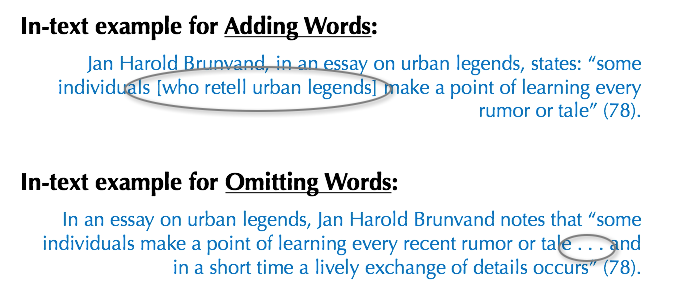 In-text example for Adding Words:
Jan Harold Brunvand, in an essay on urban legends, states: “some
individuals [who retell urban legends] make a point of learning every
rumor or tale” (78).
In-text example for Omitting Words:
In an essay on urban legends, Jan Harold Brunvand notes that “some
individuals make a point of learning every recent rumor or tale . . . and
in a short time a lively exchange of details occurs” (78).